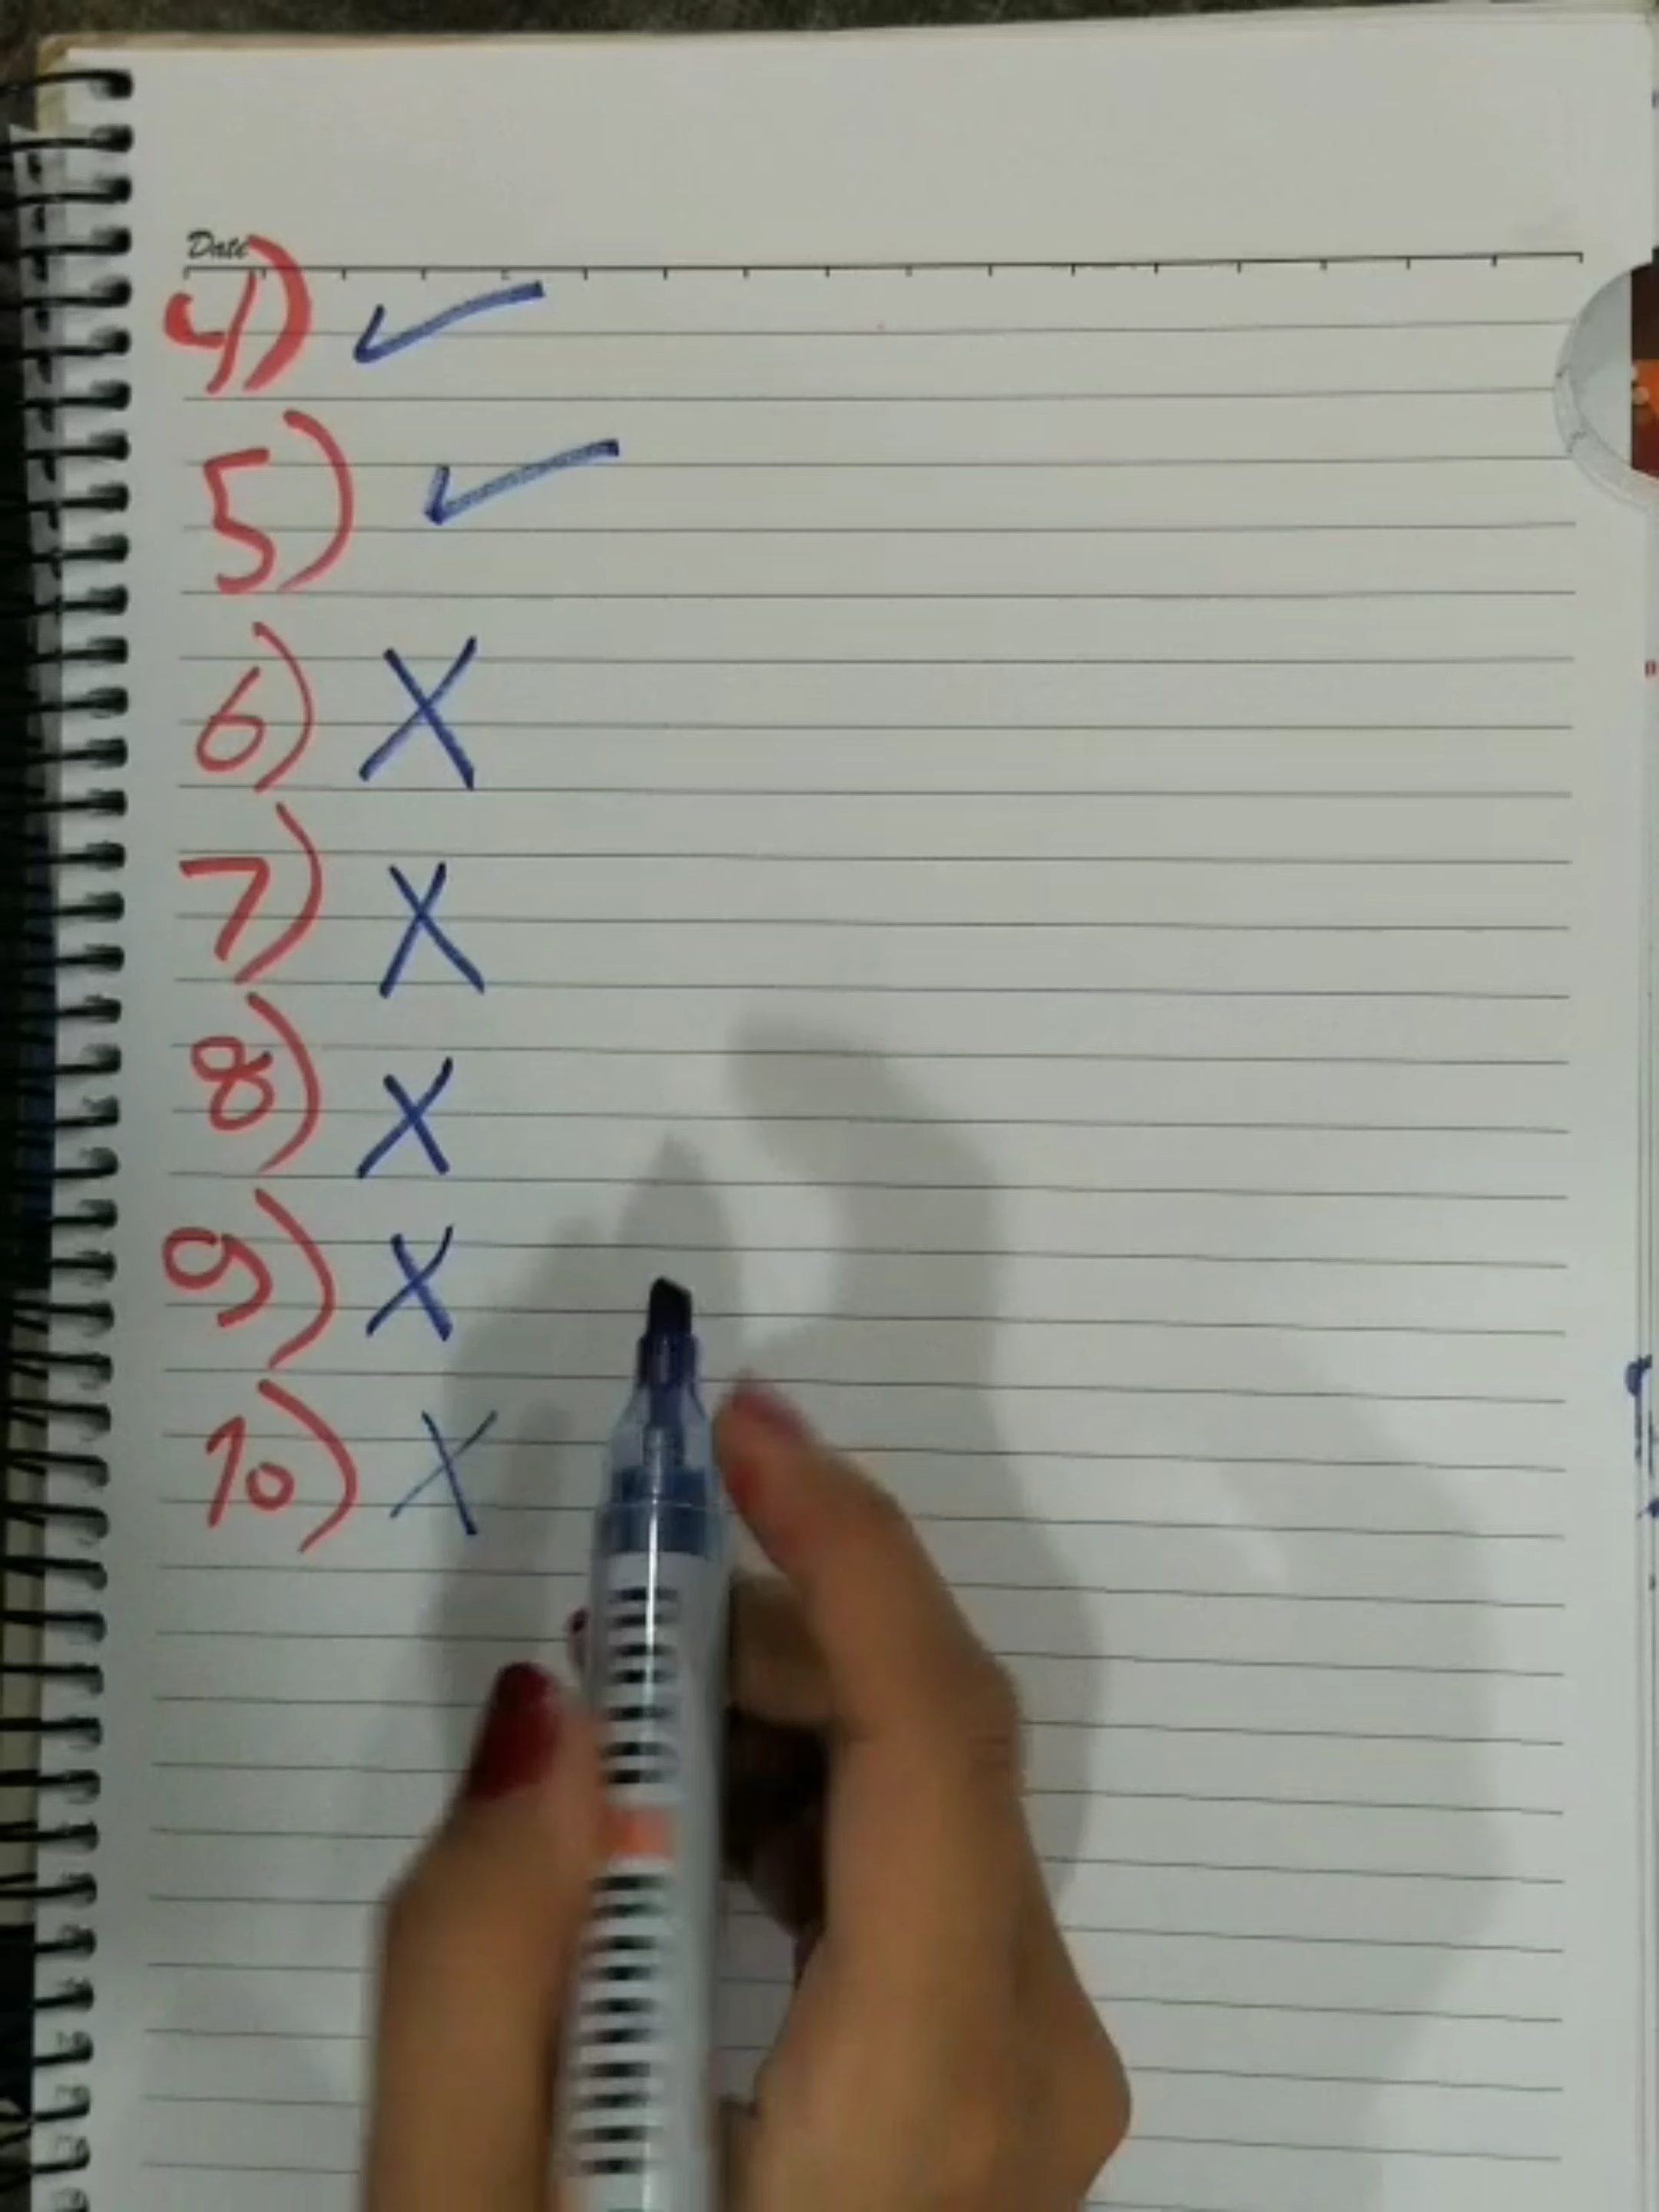 Date
4) ✓
5) ✓
6) X
7) X
8) X
9) X
10) X